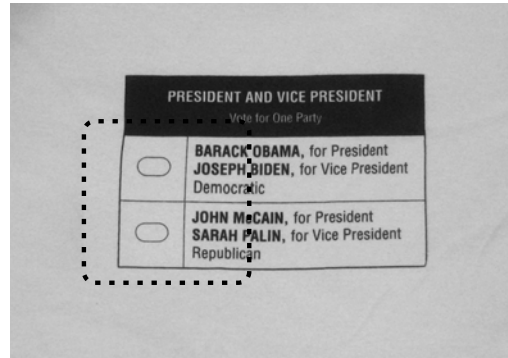 PRESIDENT AND VICE PRESIDENT
Vote for One Party
BARACK OBAMA, for President
JOSEPH BIDEN, for Vice President
Democratic
JOHN McCAIN, for President
SARAH PALIN, for Vice President
Republican